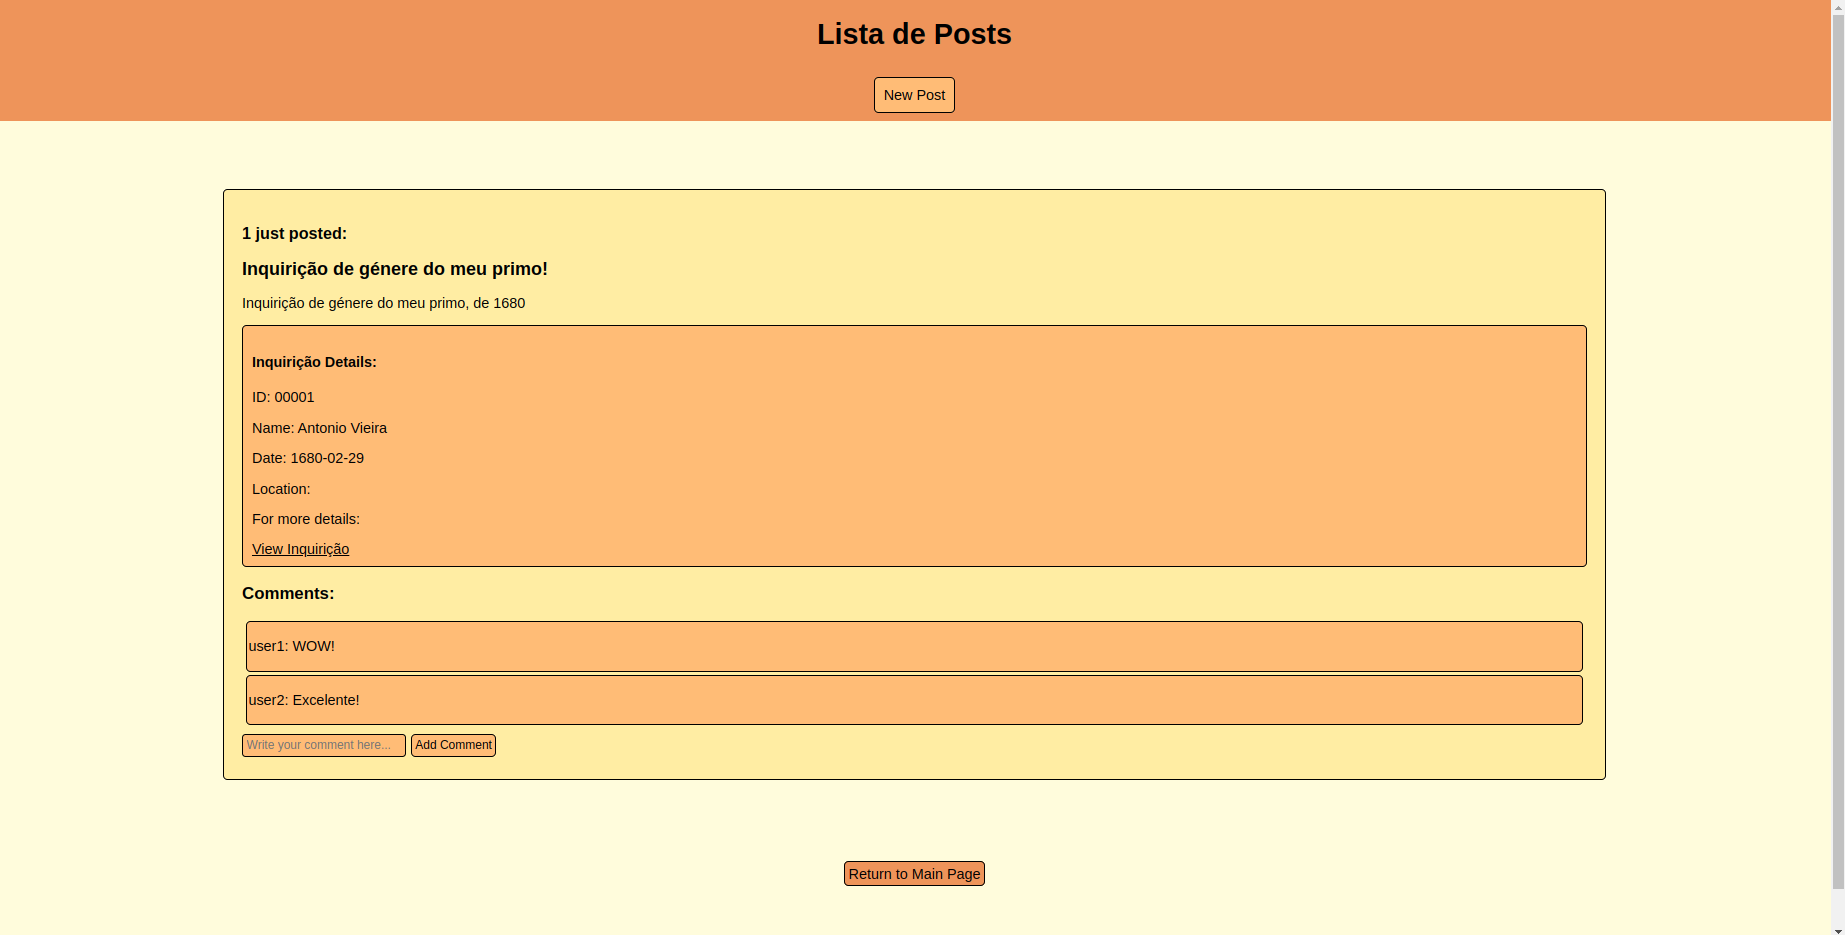 Lista de Posts
New Post
1 just posted:
Inquirição de génere do meu primo!
Inquirição de génere do meu primo, de 1680
Inquirição Details:
ID: 00001
Name: Antonio Vieira
Date: 1680-02-29
Location:
For more details:
View Inquirição
Comments:
user1: WOW!
user2: Excelente!
Write your comment here... Add Comment
Return to Main Page